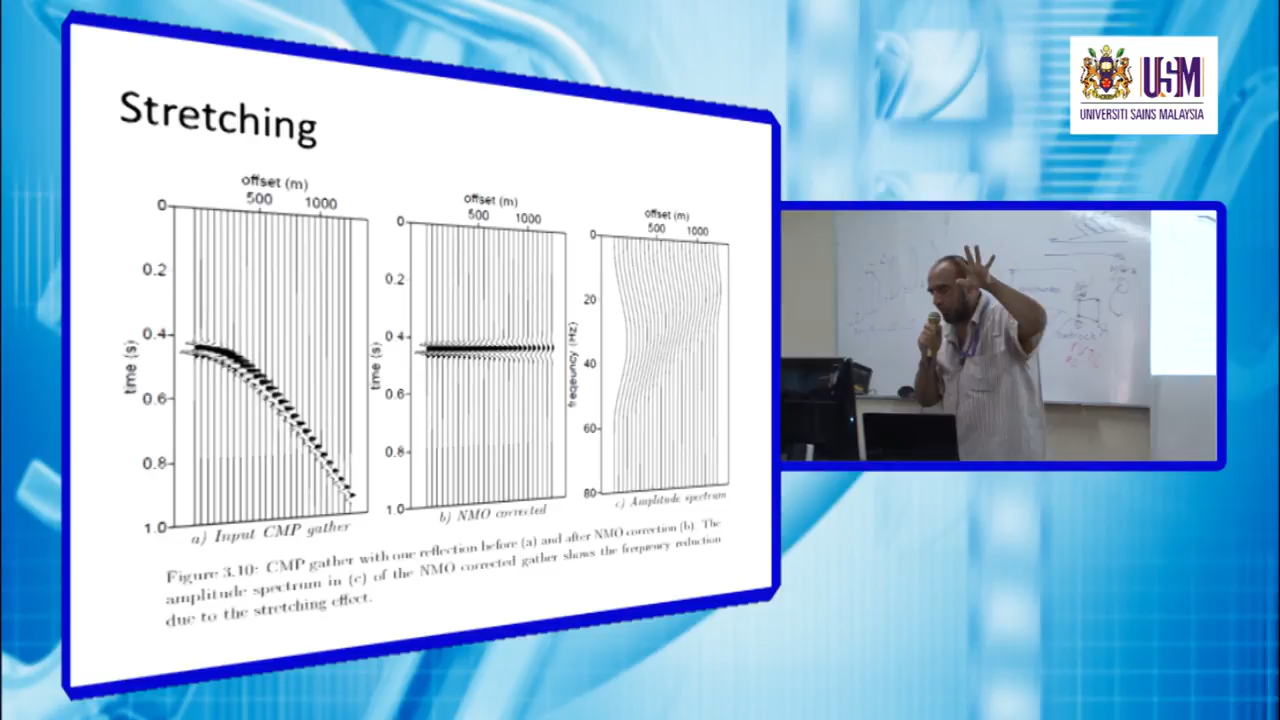 Stretching
offset (m)
500 1000
0
0.2
0.4
0.6
0.8
1.0
time (s)
a) Input CMP gather
offset (m)
500 1000
0
0.2
0.4
0.6
0.8
1.0
time (s)
b) NMO corrected
offset (m)
500 1000
0
20
40
60
80
freqeuncy (Hz)
c) Amplitude spectrum
Figure 3.10: CMP gather with one reflection before (a) and after NMO correction (b). The
amplitude spectrum in (c) of the NMO corrected gather shows the frequency reduction
due to the stretching effect.
USM
UNIVERSITI SAINS MALAYSIA